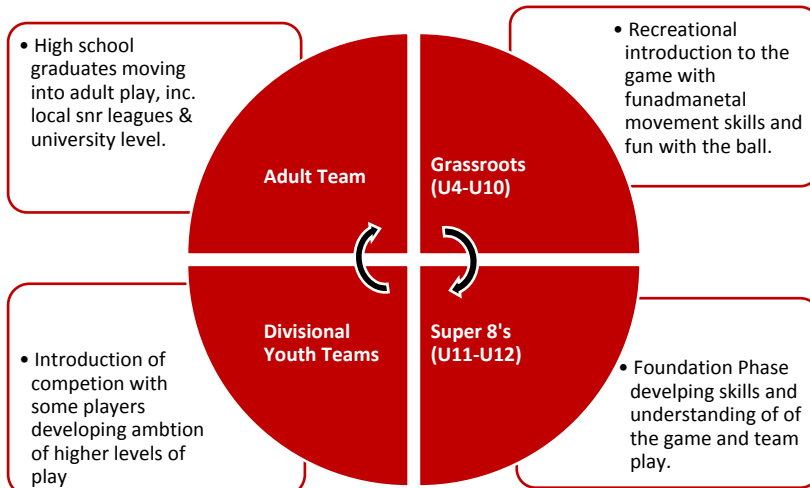 • High school
graduates moving
into adult play, inc.
local snr leagues &
university level.
• Recreational
introduction to the
game with
funadmanetal
movement skills and
fun with the ball.
Adult Team
Grassroots
(U4-U10)
Divisional
Youth Teams
Super 8's
(U11-U12)
• Introduction of
competion with
some players
developing ambtion
of higher levels of
play
• Foundation Phase
develping skills and
understanding of of
the game and team
play.